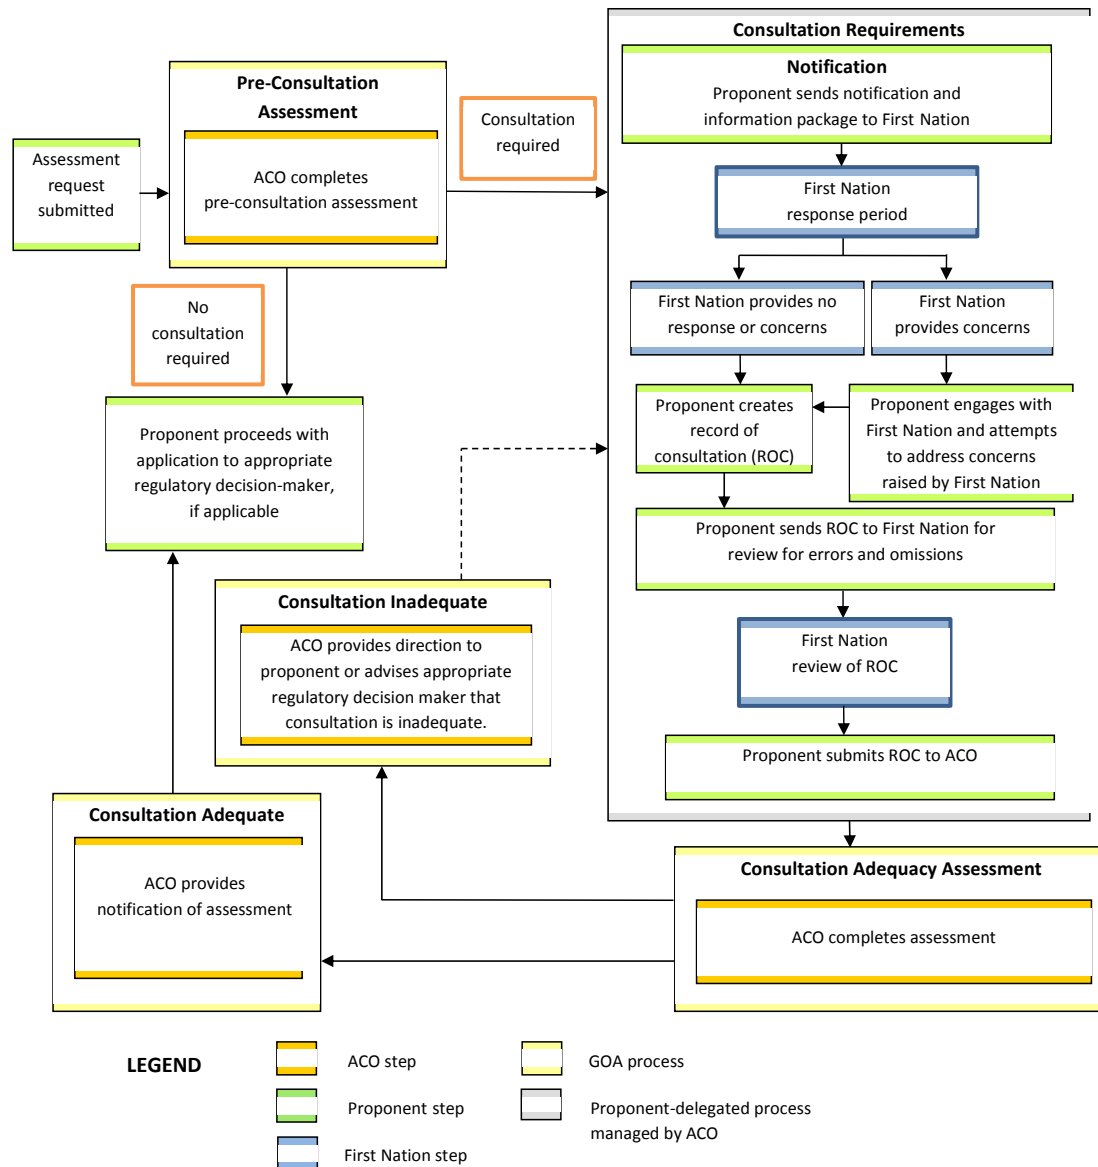 Assessment
request
submitted
Pre-Consultation
Assessment
ACO completes
pre-consultation assessment
Consultation
required
No
consultation
required
Proponent proceeds with
application to appropriate
regulatory decision-maker,
if applicable
Consultation Requirements
Notification
Proponent sends notification and
information package to First Nation
First Nation
response period
First Nation provides no
response or concerns
First Nation
provides concerns
Proponent creates
record of
consultation (ROC)
Proponent engages with
First Nation and attempts
to address concerns
raised by First Nation
Proponent sends ROC to First Nation for
review for errors and omissions
First Nation
review of ROC
Proponent submits ROC to ACO
Consultation Inadequate
ACO provides direction to
proponent or advises appropriate
regulatory decision maker that
consultation is inadequate.
Consultation Adequate
ACO provides
notification of assessment
Consultation Adequacy Assessment
ACO completes assessment
LEGEND
ACO step
Proponent step
First Nation step
GOA process
Proponent-delegated process
managed by ACO